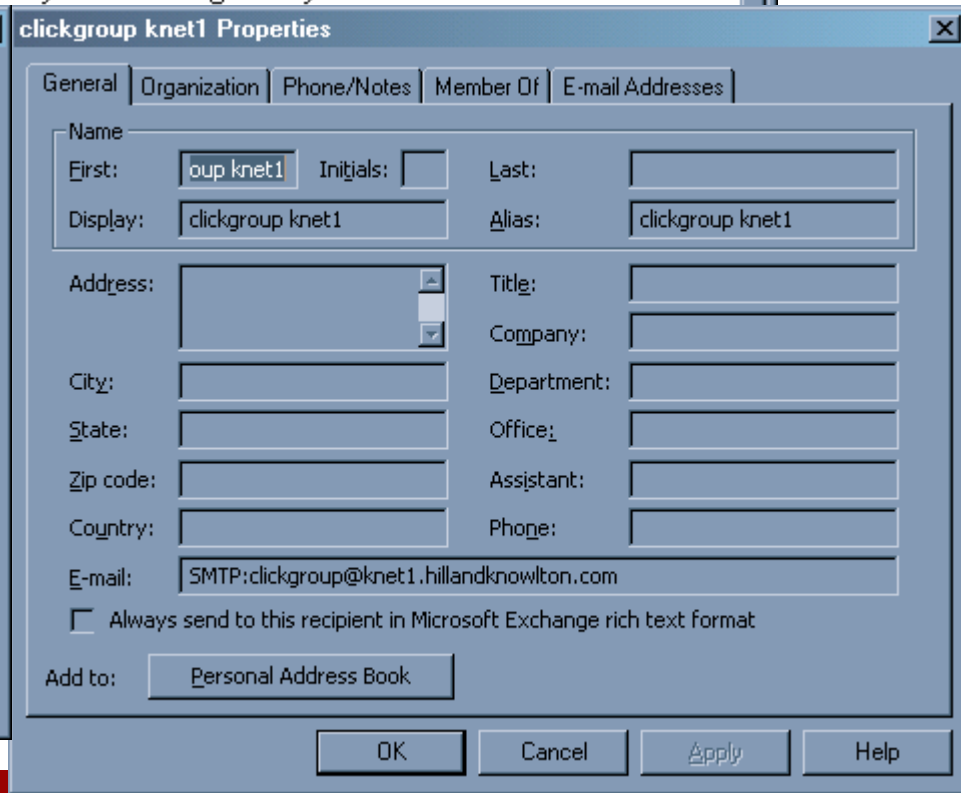 clickgroup knet1 Properties
General Organization Phone/Notes Member Of E-mail Addresses
Name
First: oup knet1 Initials: Last:
Display: clickgroup knet1 Alias: clickgroup knet1
Address: Title:
Company:
City: Department:
State: Office:
Zip code: Assistant:
Country: Phone:
E-mail: SMTP:clickgroup@knet1.hillandknowlton.com
Always send to this recipient in Microsoft Exchange rich text format
Add to: Personal Address Book
OK Cancel Apply Help